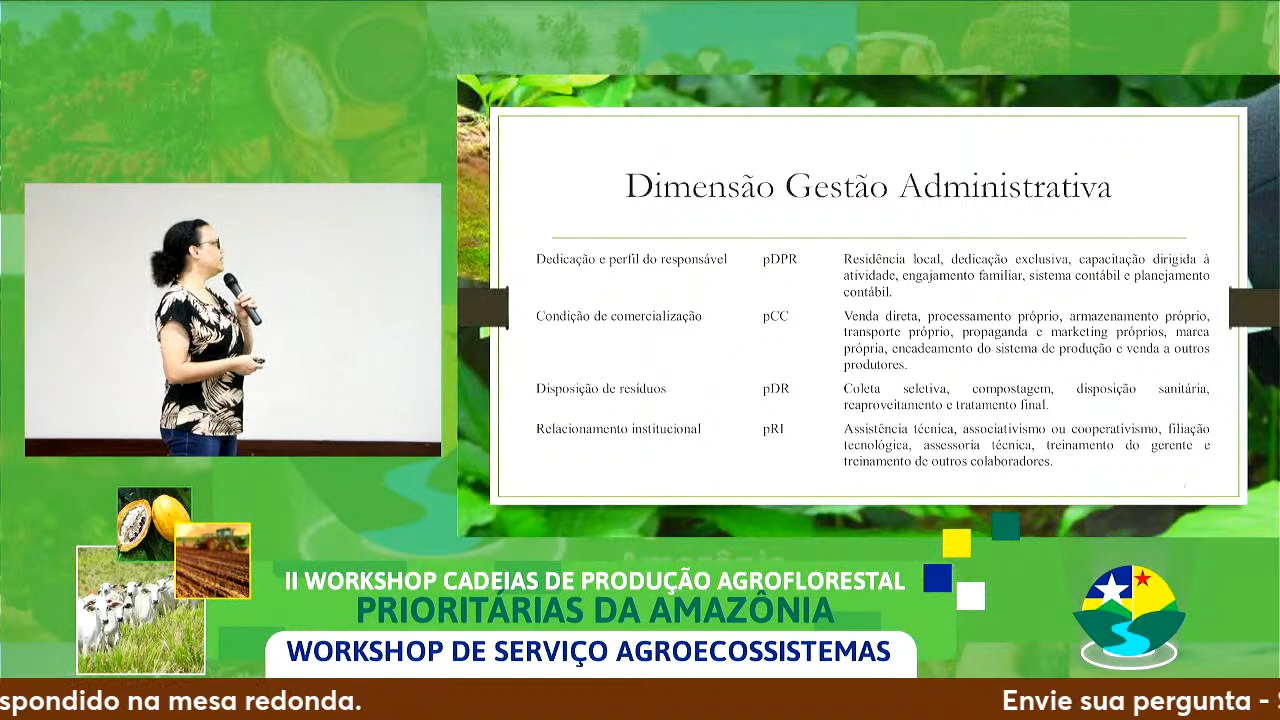 Dimensão Gestão Administrativa
Dedicação e perfil do responsável pDPR Residência local, dedicação exclusiva, capacitação dirigida à
atividade, engajamento familiar, sistema contábil e planejamento
contábil.
Condição de comercialização pCC Venda direta, processamento próprio, armazenamento próprio,
transporte próprio, propaganda e marketing próprios, marca
própria, encadeamento do sistema de produção e venda a outros
produtores.
Disposição de resíduos pDR Coleta seletiva, compostagem, disposição sanitária,
reaproveitamento e tratamento final.
Relacionamento institucional pRI Assistência técnica, associativismo ou cooperativismo, filiação
tecnológica, assessoria técnica, treinamento do gerente e
treinamento de outros colaboradores.
II WORKSHOP CADEIAS DE PRODUÇÃO AGROFLORESTAL
PRIORITÁRIAS DA AMAZÔNIA
WORKSHOP DE SERVIÇO AGROECOSSISTEMAS
spondido na mesa redonda. Envie sua pergunta -